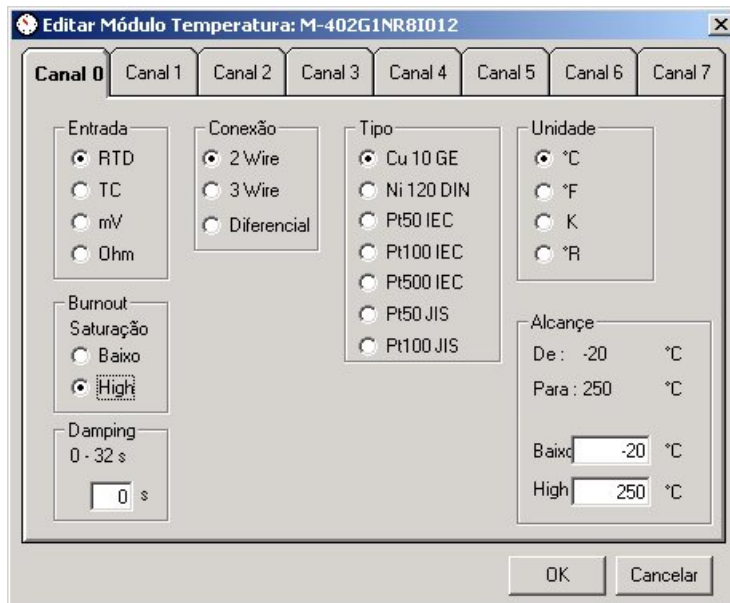 Editar Módulo Temperatura: M-402G1NR8I012
Canal 0 Canal 1 Canal 2 Canal 3 Canal 4 Canal 5 Canal 6 Canal 7
Entrada
RTD
TC
mV
Ohm
Conexão
2 Wire
3 Wire
Diferencial
Tipo
Cu 10 GE
Ni 120 DIN
Pt50 IEC
Pt100 IEC
Pt500 IEC
Pt50 JIS
Pt100 JIS
Unidade
°C
°F
K
°R
Burnout
Saturação
Baixo
High
Damping
0 - 32 s
0 s
Alcançe
De : -20 °C
Para : 250 °C
Baixo -20 °C
High 250 °C
OK Cancelar